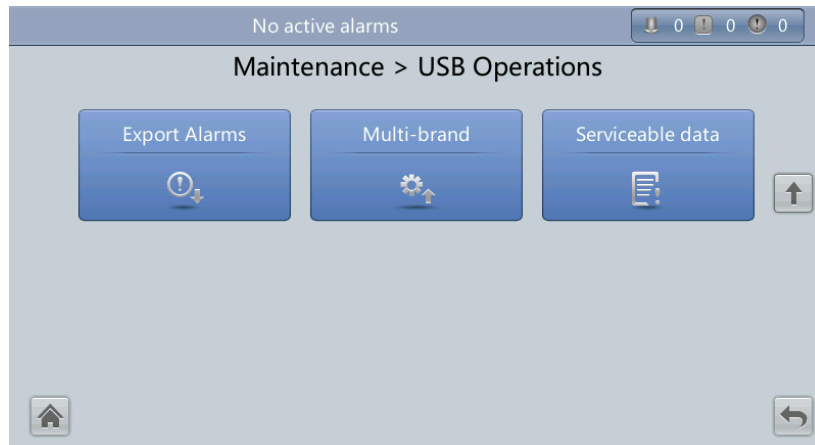 No active alarms
0 0 0
Maintenance > USB Operations
Export Alarms
Multi-brand
Serviceable data